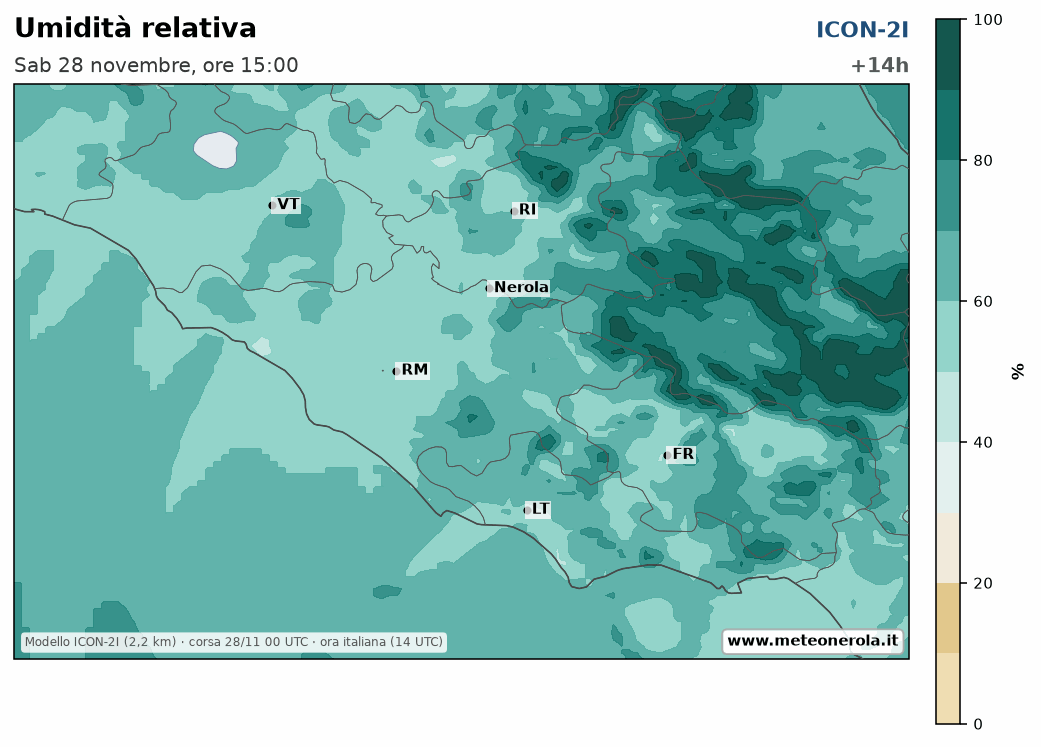 Umidità relativa
ICON-2I
Sab 28 novembre, ore 15:00
+14h
100
80
60
40
20
0
%
VT
RI
Nerola
RM
FR
LT
Modello ICON-2I (2,2 km) · corsa 28/11 00 UTC · ora italiana (14 UTC)
www.meteonerola.it